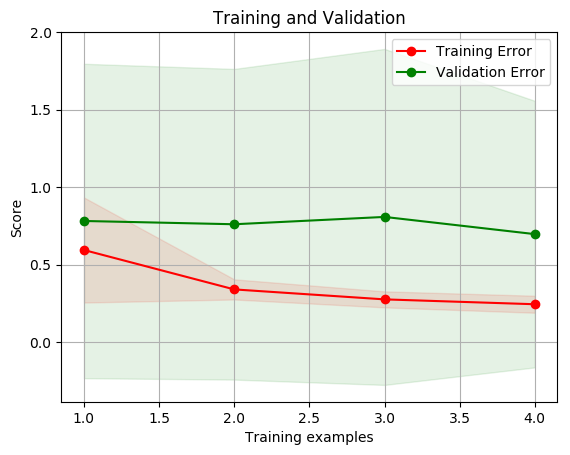 Training and Validation
2.0
1.5
1.0
0.5
0.0
Score
Training Error
Validation Error
1.0 1.5 2.0 2.5 3.0 3.5 4.0
Training examples